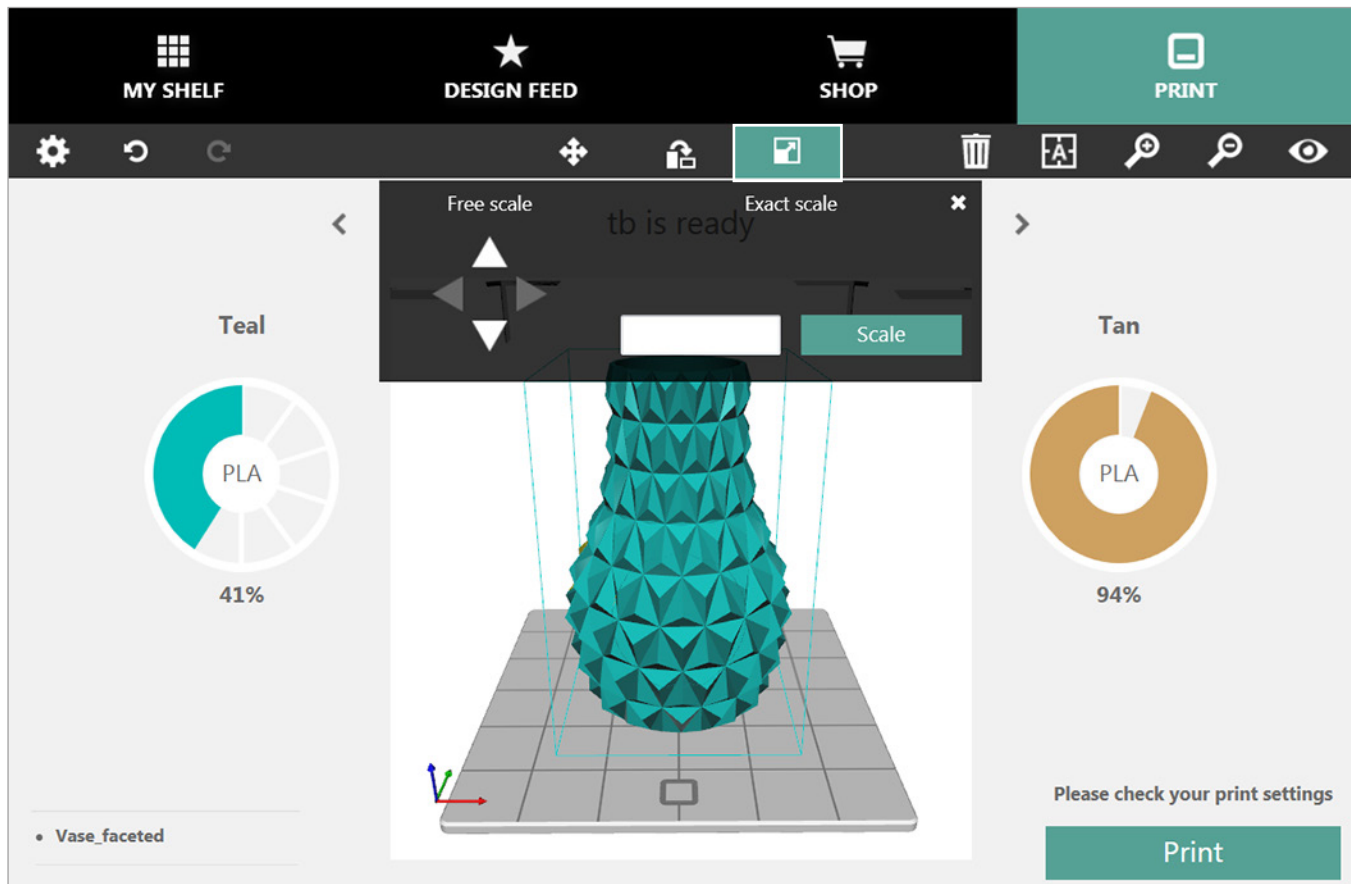 MY SHELF
DESIGN FEED
SHOP
PRINT
A
Free scale
Exact scale
tb is ready
Scale
Teal
PLA
41%
Tan
PLA
94%
Vase_faceted
Please check your print settings
Print